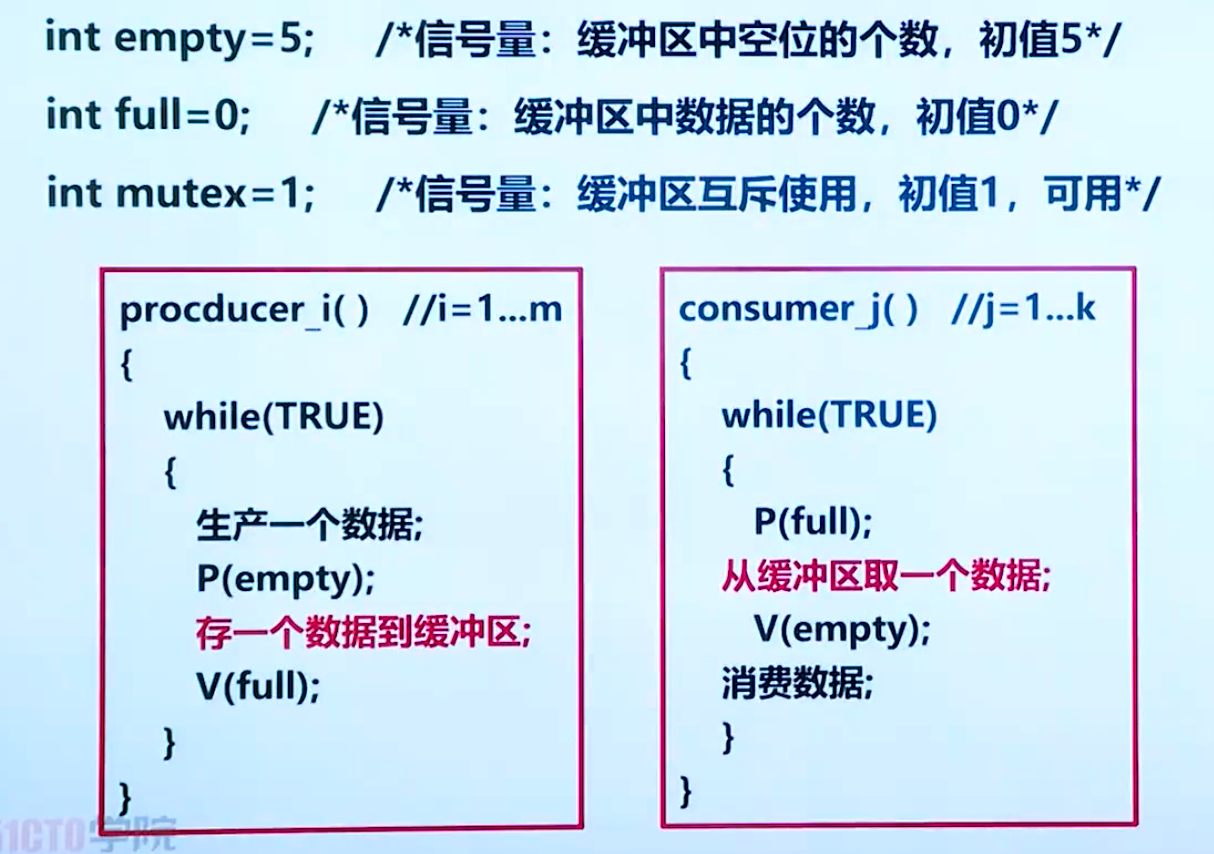 int empty=5; /*信号量：缓冲区中空位的个数，初值5*/
int full=0; /*信号量：缓冲区中数据的个数，初值0*/
int mutex=1; /*信号量：缓冲区互斥使用，初值1，可用*/
procducer_i( ) //i=1...m
{
while(TRUE)
{
生产一个数据;
P(empty);
存一个数据到缓冲区;
V(full);
}
}
consumer_j( ) //j=1...k
{
while(TRUE)
{
P(full);
从缓冲区取一个数据;
V(empty);
消费数据;
}
}
51CTO学院